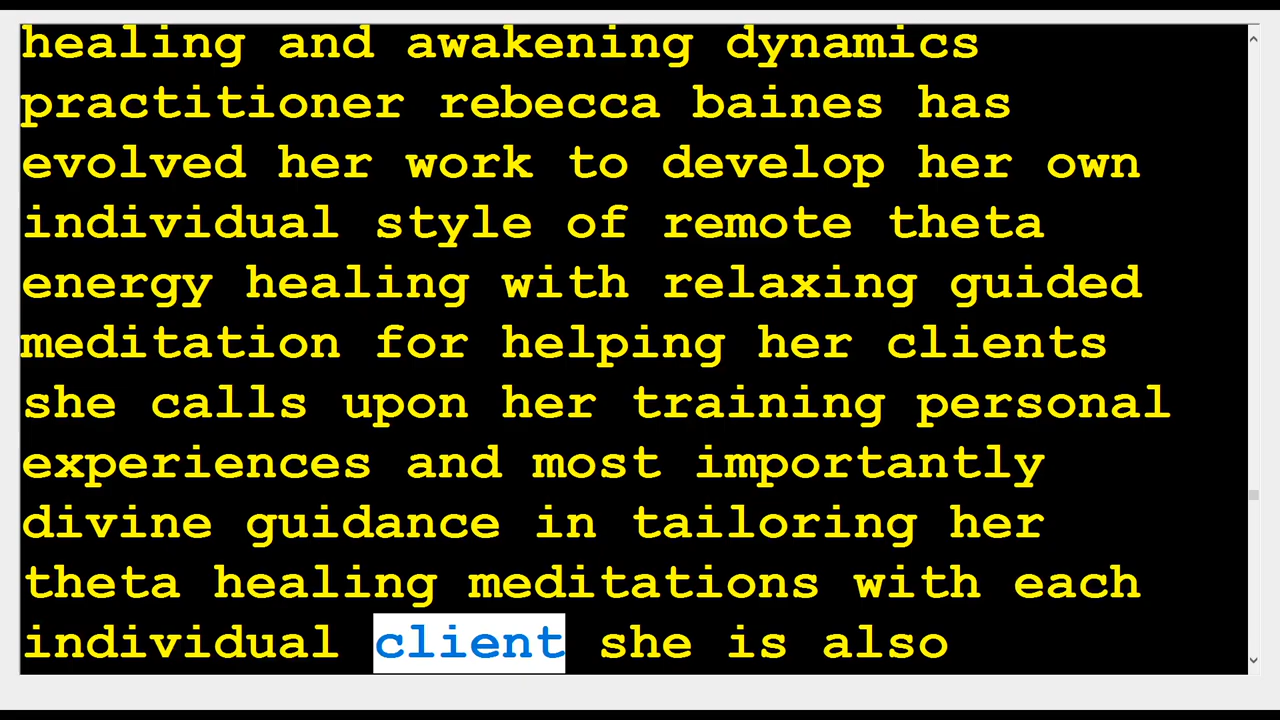 healing and awakening dynamics
practitioner rebecca baines has
evolved her work to develop her own
individual style of remote theta
energy healing with relaxing guided
meditation for helping her clients
she calls upon her training personal
experiences and most importantly
divine guidance in tailoring her
theta healing meditations with each
individual client she is also